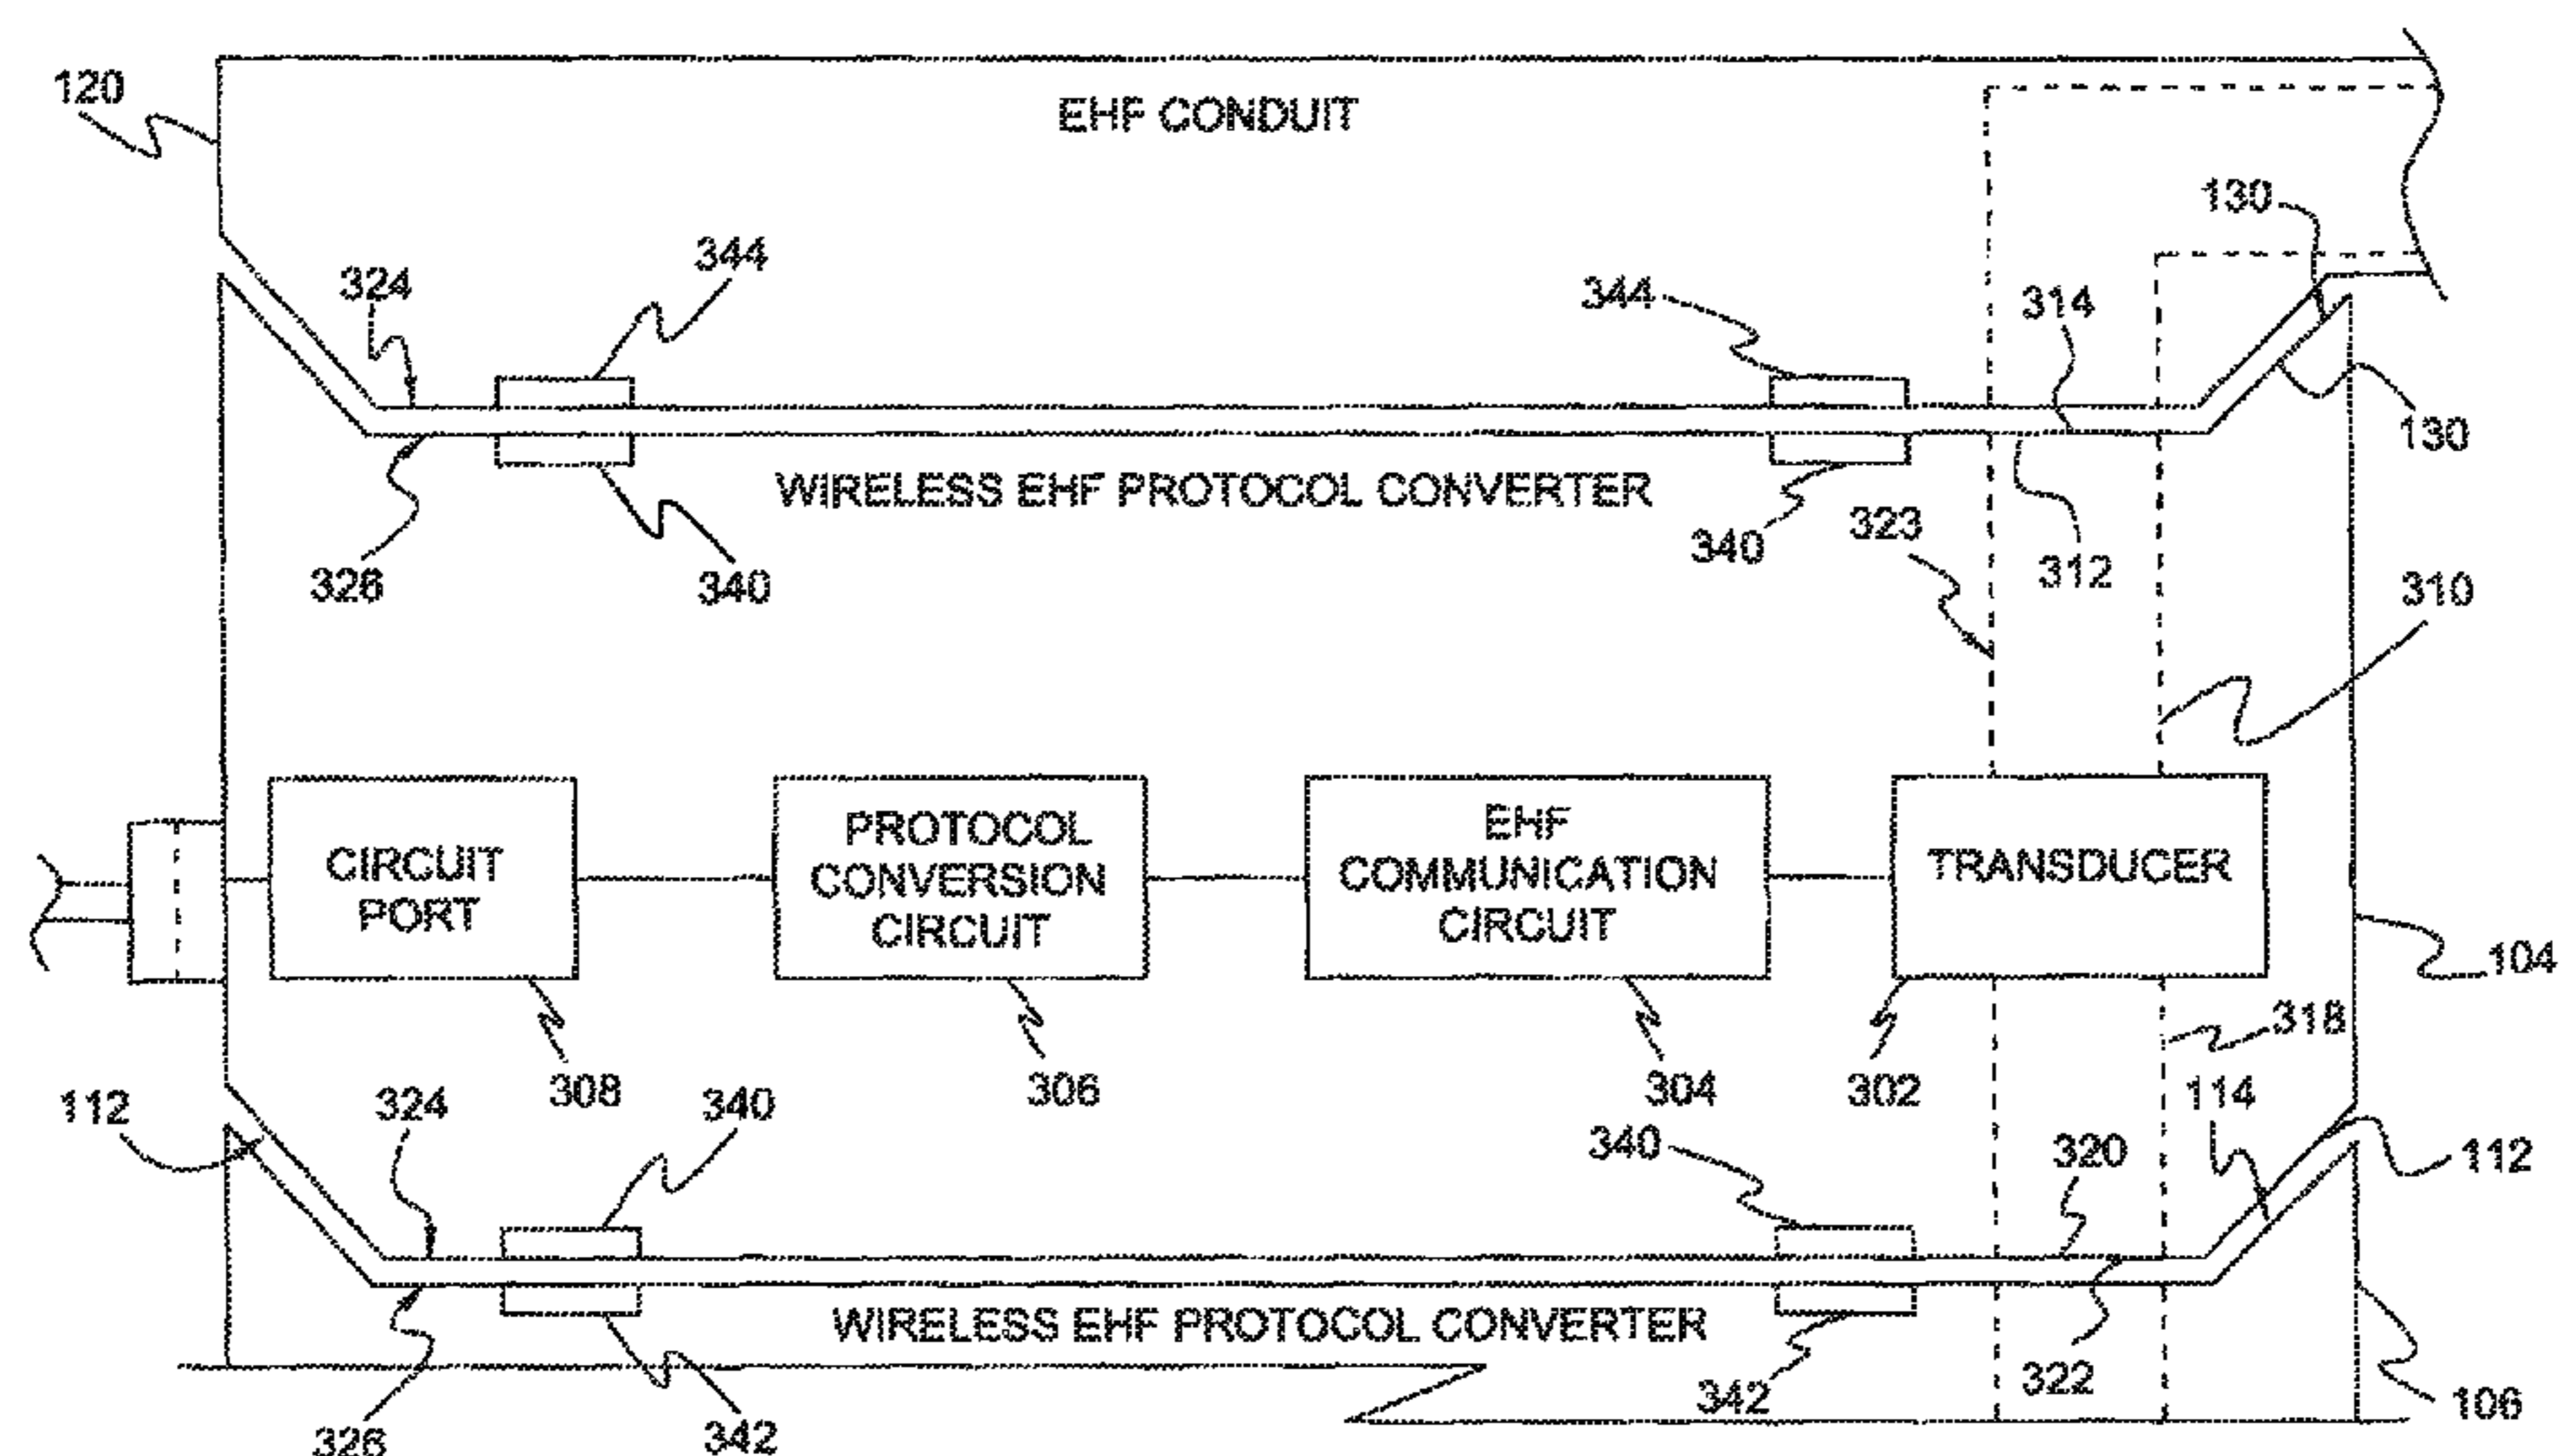 120
EHF CONDUIT
130
324
344
344
314
130
326
340
WIRELESS EHF PROTOCOL CONVERTER
340
323
312
310
CIRCUIT
PORT
PROTOCOL
CONVERSION
CIRCUIT
EHF
COMMUNICATION
CIRCUIT
TRANSDUCER
104
318
308
306
304
302
114
112
324
340
340
320
112
WIRELESS EHF PROTOCOL CONVERTER
326
342
342
322
106